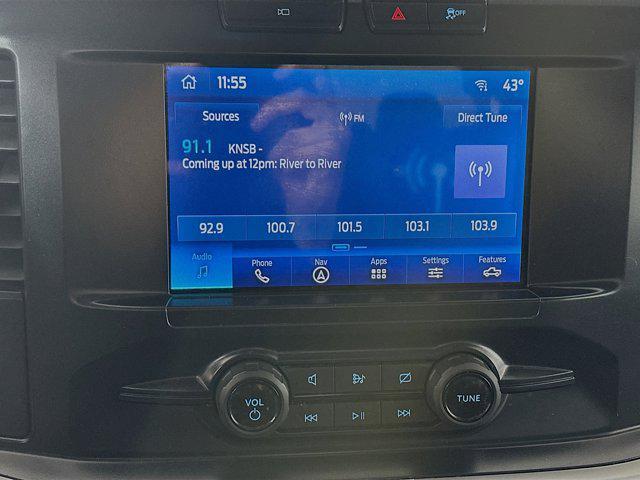 OFF
11:55
43°
Sources
FM
Direct Tune
91.1 KNSB -
Coming up at 12pm: River to River
92.9 100.7 101.5 103.1 103.9
Audio Phone Nav Apps Settings Features
VOL
TUNE